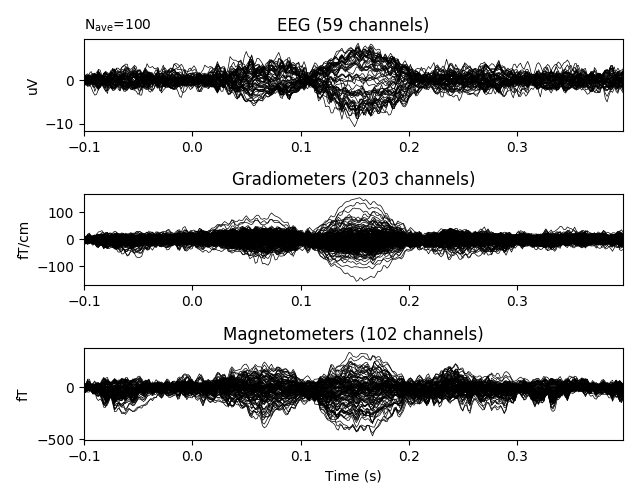 N_ave=100
EEG (59 channels)
uV
0
−10
−0.1 0.0 0.1 0.2 0.3
Gradiometers (203 channels)
fT/cm
100
0
−100
−0.1 0.0 0.1 0.2 0.3
Magnetometers (102 channels)
fT
0
−500
−0.1 0.0 0.1 0.2 0.3
Time (s)